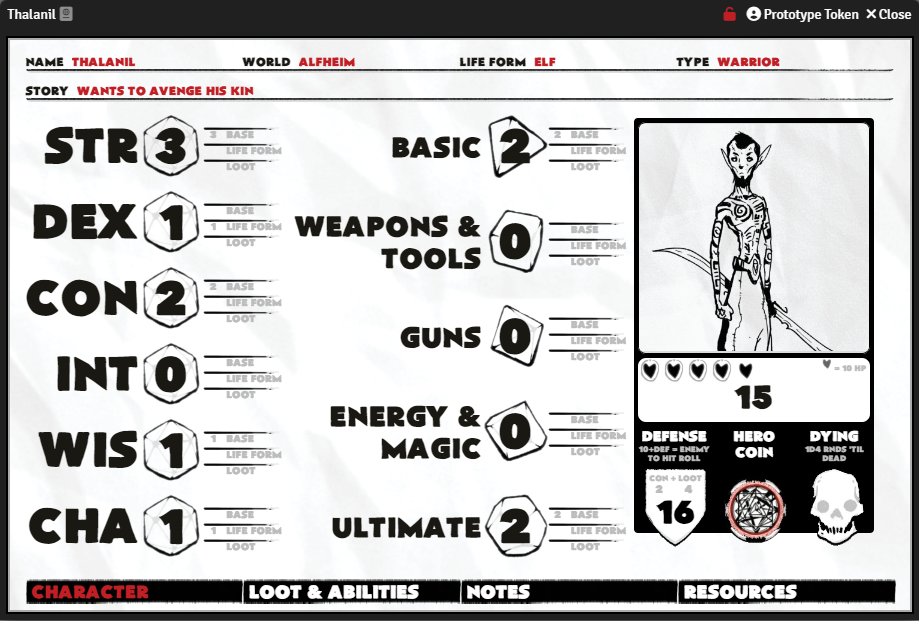 Thalanil Prototype Token Close
NAME THALANIL WORLD ALFHEIM LIFE FORM ELF TYPE WARRIOR
STORY WANTS TO AVENGE HIS KIN
STR 3
3 BASE
LIFE FORM
LOOT
DEX 1
BASE
1 LIFE FORM
LOOT
CON 2
2 BASE
LIFE FORM
LOOT
INT 0
BASE
LIFE FORM
LOOT
WIS 1
1 BASE
LIFE FORM
LOOT
CHA 1
BASE
1 LIFE FORM
LOOT
BASIC 2
2 BASE
LIFE FORM
LOOT
WEAPONS &
TOOLS 0
BASE
LIFE FORM
LOOT
GUNS 0
BASE
LIFE FORM
LOOT
ENERGY &
MAGIC 0
BASE
LIFE FORM
LOOT
ULTIMATE 2
2 BASE
LIFE FORM
LOOT
= 10 HP
15
DEFENSE
10+DEF = ENEMY
TO HIT ROLL
CON + LOOT
2 4
16
HERO
COIN
DYING
1D4 RNDS 'TIL
DEAD
CHARACTER LOOT & ABILITIES NOTES RESOURCES